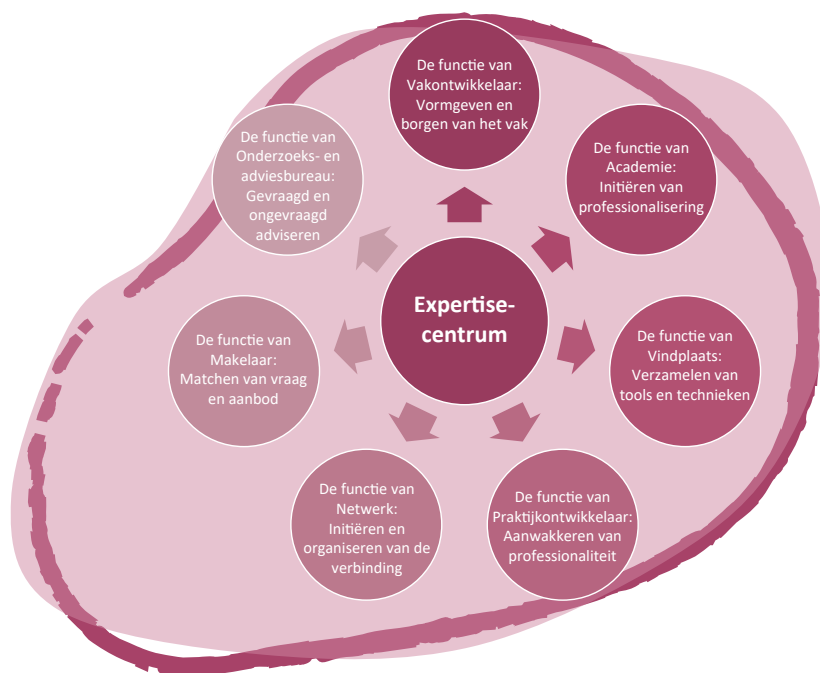 De functie van
Vakontwikkelaar:
Vormgeven en
borgen van het vak
De functie van
Academie:
Initiëren van
professionalisering
De functie van
Vindplaats:
Verzamelen van
tools en technieken
De functie van
Praktijkontwikkelaar:
Aanwakkeren van
professionaliteit
De functie van
Netwerk:
Initiëren en
organiseren van de
verbinding
De functie van
Makelaar:
Matchen van vraag
en aanbod
De functie van
Onderzoeks- en
adviesbureau:
Gevraagd en
ongevraagd
adviseren
Expertise-
centrum